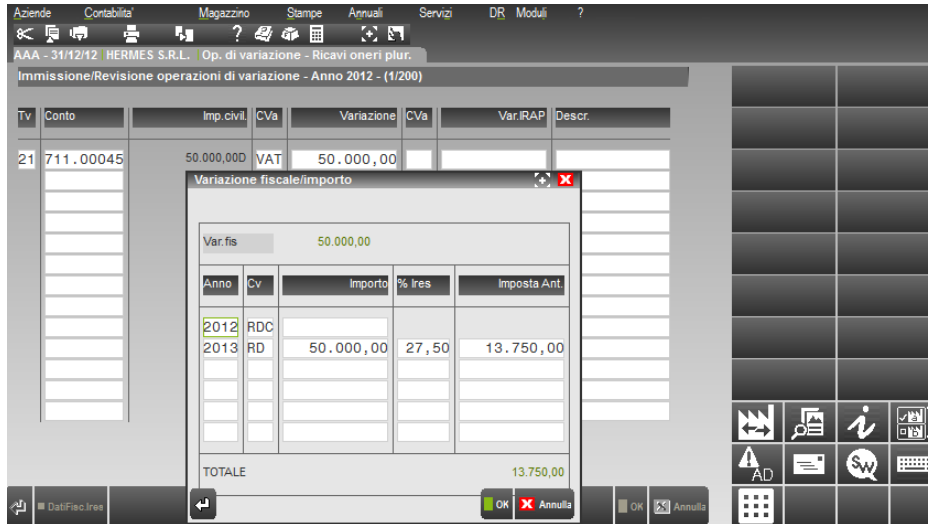 Aziende Contabilita' Magazzino Stampe Annuali Servizi DR Moduli ?
?
AAA - 31/12/12 HERMES S.R.L. Op. di variazione - Ricavi oneri plur.
Immissione/Revisione operazioni di variazione - Anno 2012 - (1/200)
Tv Conto Imp.civil. CVa Variazione CVa Var.IRAP Descr.
21 711.00045 50.000,00D VAT 50.000,00
Variazione fiscale/importo
Var.fis 50.000,00
Anno Cv Importo % Ires Imposta Ant.
2012 RDC
2013 RD 50.000,00 27,50 13.750,00
TOTALE 13.750,00
AD SW
DatiFisc.Ires OK Annulla OK Annulla